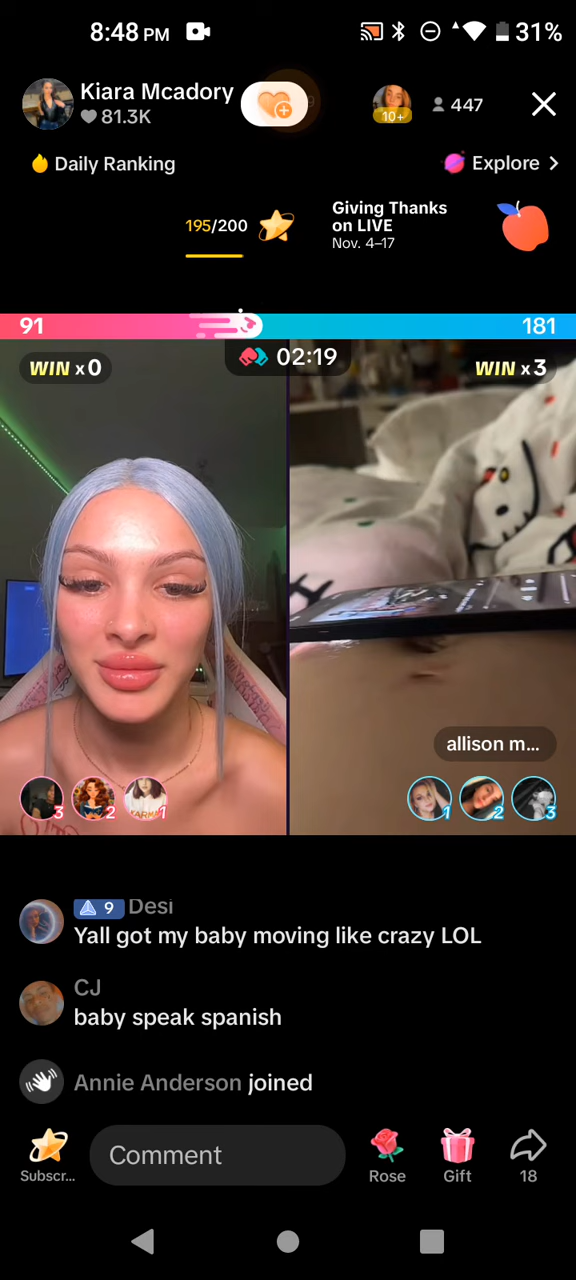 8:48 PM
31%
Kiara Mcadory
81.3K
10+
447
Daily Ranking
Explore >
195/200
Giving Thanks
on LIVE
Nov. 4–17
91
181
WIN x0
02:19
WIN x3
allison m...
3
2
1
1
2
3
9 Desi
Yall got my baby moving like crazy LOL
CJ
baby speak spanish
Annie Anderson joined
Comment
Subscr...
Rose
Gift
18